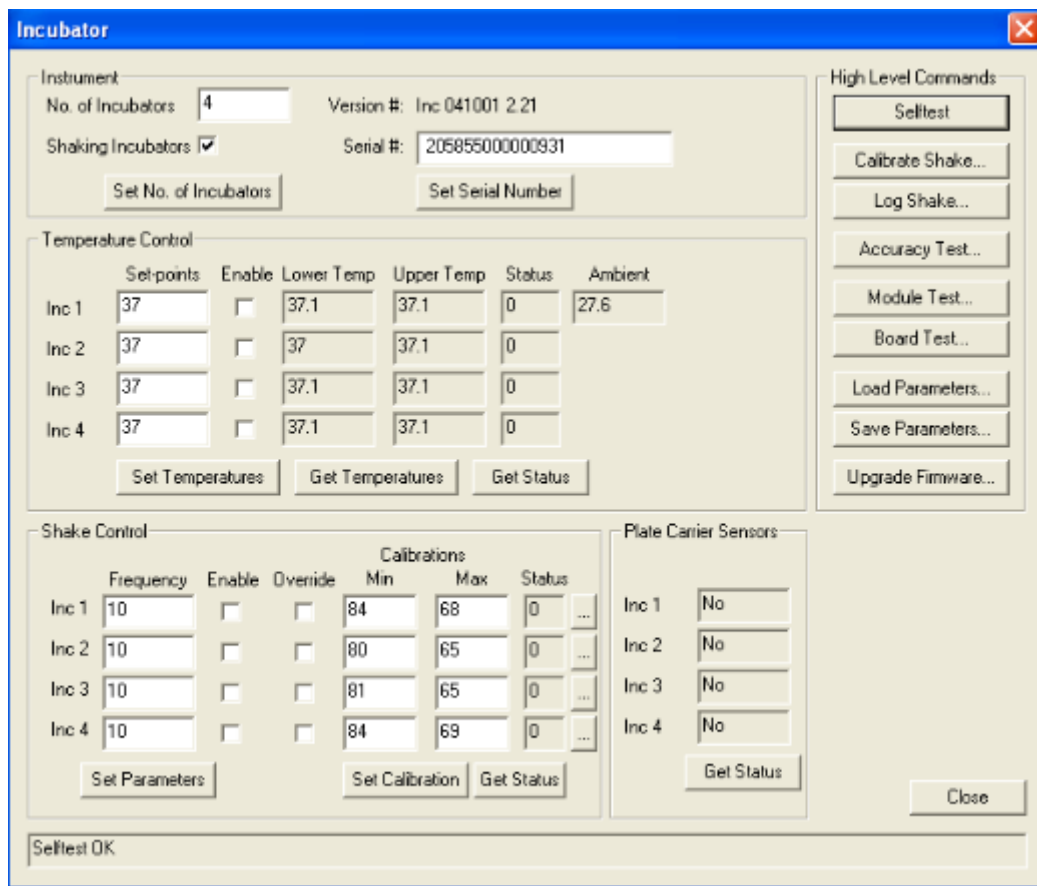 Incubator
Instrument
No. of Incubators 4 Version #: Inc 041001 2.21
Shaking Incubators Serial #: 205855000000931
Set No. of Incubators Set Serial Number
High Level Commands
Selftest
Calibrate Shake...
Log Shake...
Accuracy Test...
Module Test...
Board Test...
Load Parameters...
Save Parameters...
Upgrade Firmware...
Temperature Control
Set-points Enable Lower Temp Upper Temp Status Ambient
Inc 1 37 37.1 37.1 0 27.6
Inc 2 37 37 37.1 0
Inc 3 37 37.1 37.1 0
Inc 4 37 37.1 37.1 0
Set Temperatures Get Temperatures Get Status
Shake Control
Calibrations
Frequency Enable Override Min Max Status
Inc 1 10 84 68 0 ...
Inc 2 10 80 65 0 ...
Inc 3 10 81 65 0 ...
Inc 4 10 84 69 0 ...
Set Parameters Set Calibration Get Status
Plate Carrier Sensors
Inc 1 No
Inc 2 No
Inc 3 No
Inc 4 No
Get Status
Close
Selftest OK